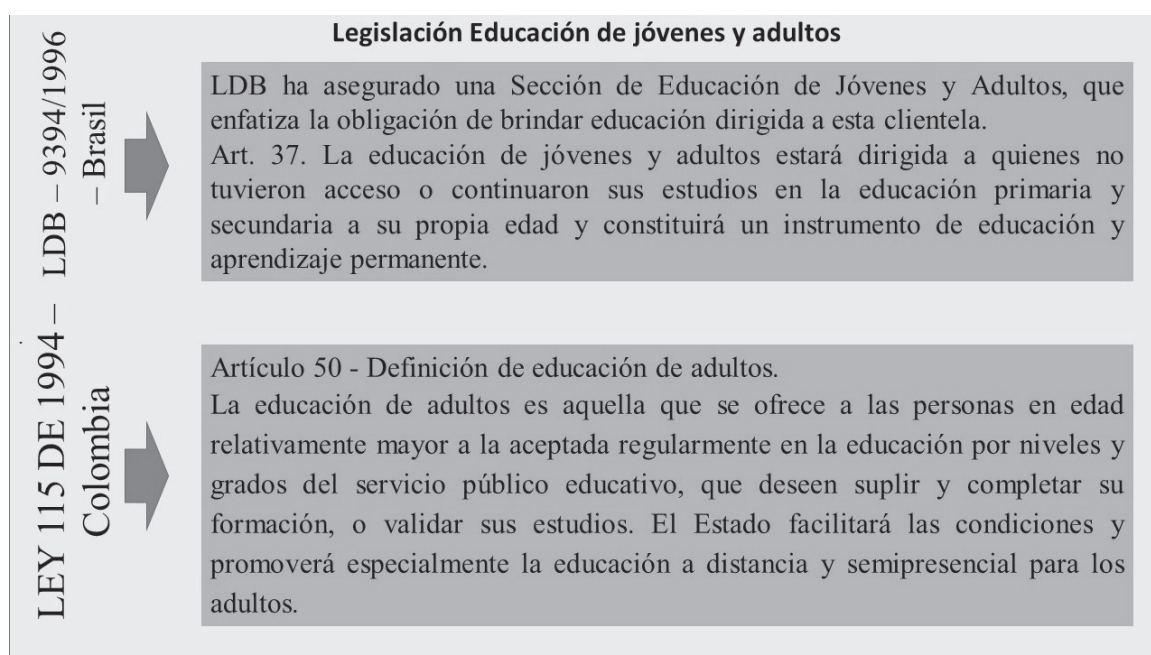 Legislación Educación de jóvenes y adultos
LDB – 9394/1996
– Brasil
LDB ha asegurado una Sección de Educación de Jóvenes y Adultos, que
enfatiza la obligación de brindar educación dirigida a esta clientela.
Art. 37. La educación de jóvenes y adultos estará dirigida a quienes no
tuvieron acceso o continuaron sus estudios en la educación primaria y
secundaria a su propia edad y constituirá un instrumento de educación y
aprendizaje permanente.
LEY 115 DE 1994 –
Colombia
Artículo 50 - Definición de educación de adultos.
La educación de adultos es aquella que se ofrece a las personas en edad
relativamente mayor a la aceptada regularmente en la educación por niveles y
grados del servicio público educativo, que deseen suplir y completar su
formación, o validar sus estudios. El Estado facilitará las condiciones y
promoverá especialmente la educación a distancia y semipresencial para los
adultos.